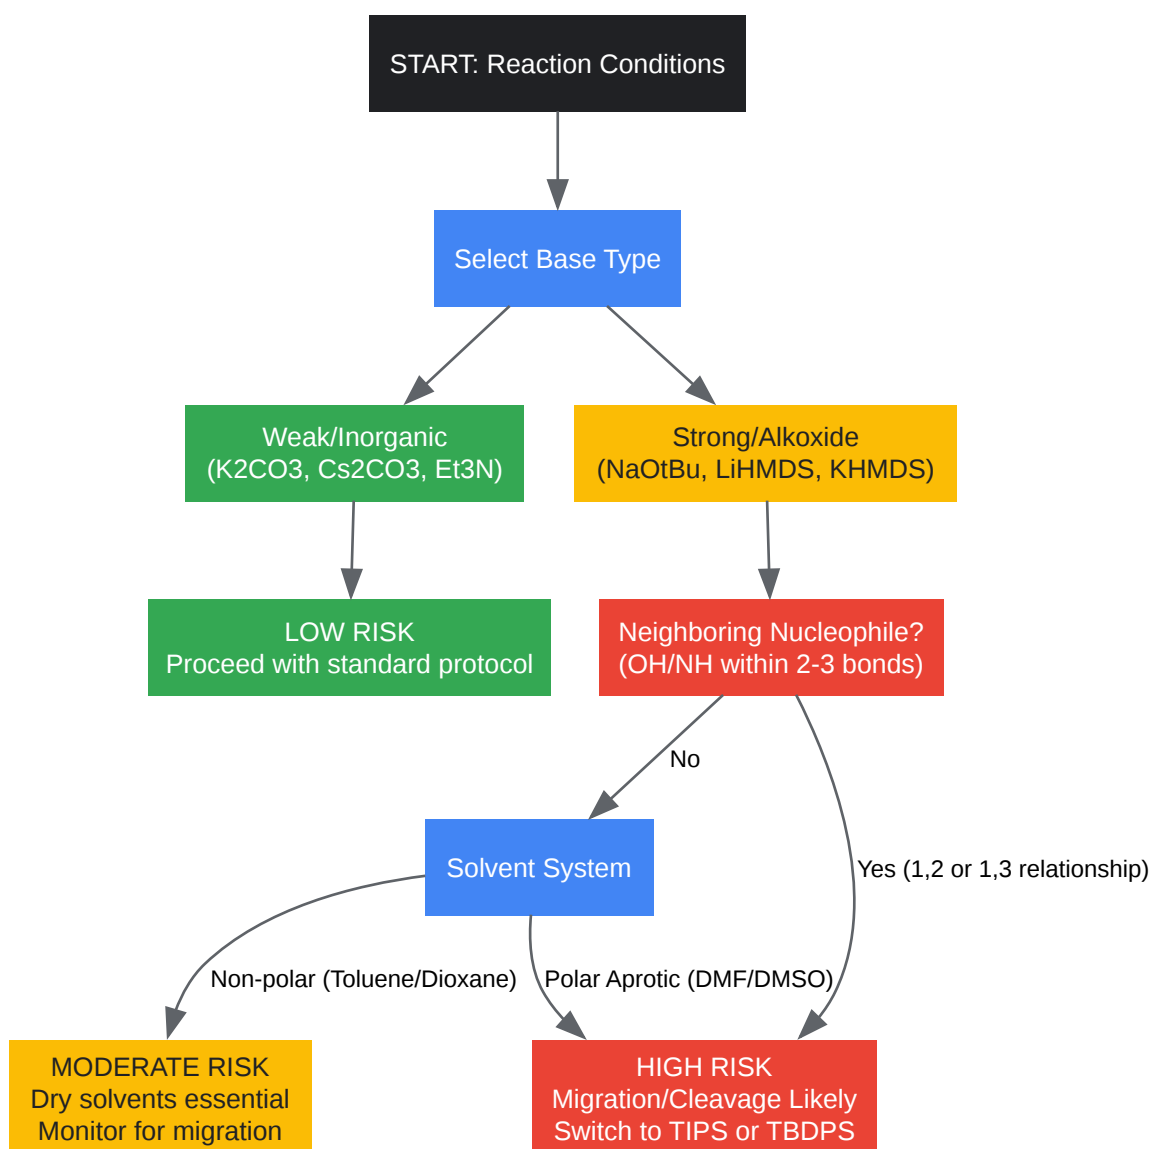 START: Reaction Conditions
Select Base Type
Weak/Inorganic
(K2CO3, Cs2CO3, Et3N)
Strong/Alkoxide
(NaOtBu, LiHMDS, KHMDS)
LOW RISK
Proceed with standard protocol
Neighboring Nucleophile?
(OH/NH within 2-3 bonds)
No
Solvent System
Yes (1,2 or 1,3 relationship)
Non-polar (Toluene/Dioxane)
Polar Aprotic (DMF/DMSO)
MODERATE RISK
Dry solvents essential
Monitor for migration
HIGH RISK
Migration/Cleavage Likely
Switch to TIPS or TBDPS